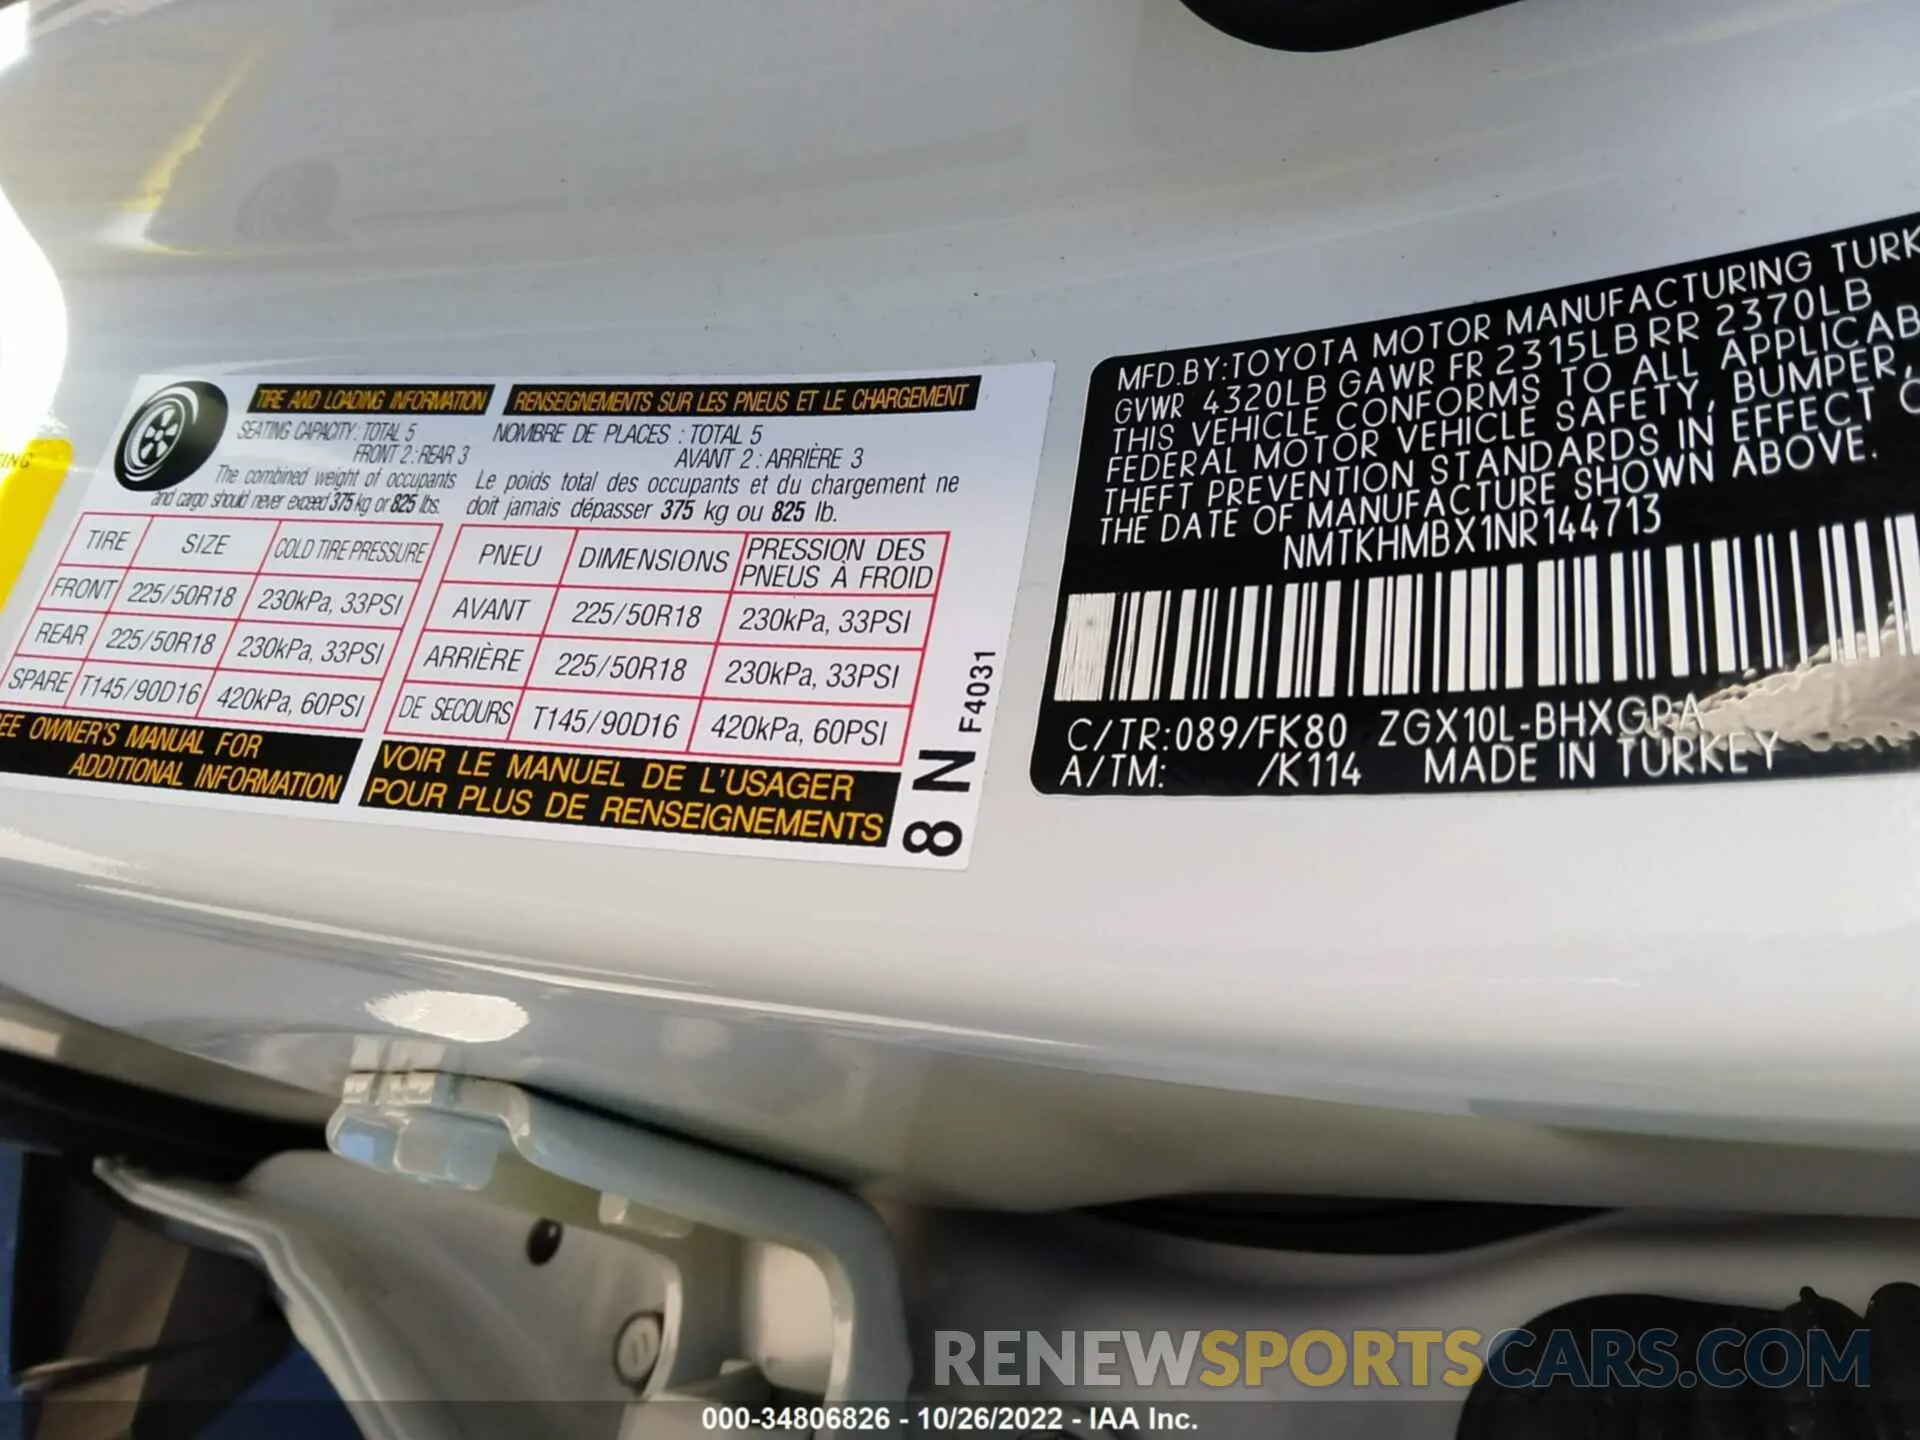 TIRE AND LOADING INFORMATION
SEATING CAPACITY: TOTAL 5
FRONT 2 : REAR 3
The combined weight of occupants
and cargo should never exceed 375 kg or 825 lbs.
TIRE SIZE COLD TIRE PRESSURE
FRONT 225/50R18 230kPa, 33PSI
REAR 225/50R18 230kPa, 33PSI
SPARE T145/90D16 420kPa, 60PSI
EE OWNER'S MANUAL FOR
ADDITIONAL INFORMATION
RENSEIGNEMENTS SUR LES PNEUS ET LE CHARGEMENT
NOMBRE DE PLACES : TOTAL 5
AVANT 2 : ARRIÈRE 3
Le poids total des occupants et du chargement ne
doit jamais dépasser 375 kg ou 825 lb.
PNEU DIMENSIONS PRESSION DES
PNEUS À FROID
AVANT 225/50R18 230kPa, 33PSI
ARRIÈRE 225/50R18 230kPa, 33PSI
DE SECOURS T145/90D16 420kPa, 60PSI
VOIR LE MANUEL DE L'USAGER
POUR PLUS DE RENSEIGNEMENTS
8 N F4031
MFD.BY:TOYOTA MOTOR MANUFACTURING TURK
GVWR 4320LB GAWR FR 2315LB RR 2370LB
THIS VEHICLE CONFORMS TO ALL APPLICAB
FEDERAL MOTOR VEHICLE SAFETY, BUMPER,
THEFT PREVENTION STANDARDS IN EFFECT O
THE DATE OF MANUFACTURE SHOWN ABOVE.
NMTKHMBX1NR144713
C/TR:089/FK80 ZGX10L-BHXGPA
A/TM: /K114 MADE IN TURKEY
RENEWSPORTSCARS.COM
000-34806826 - 10/26/2022 - IAA Inc.